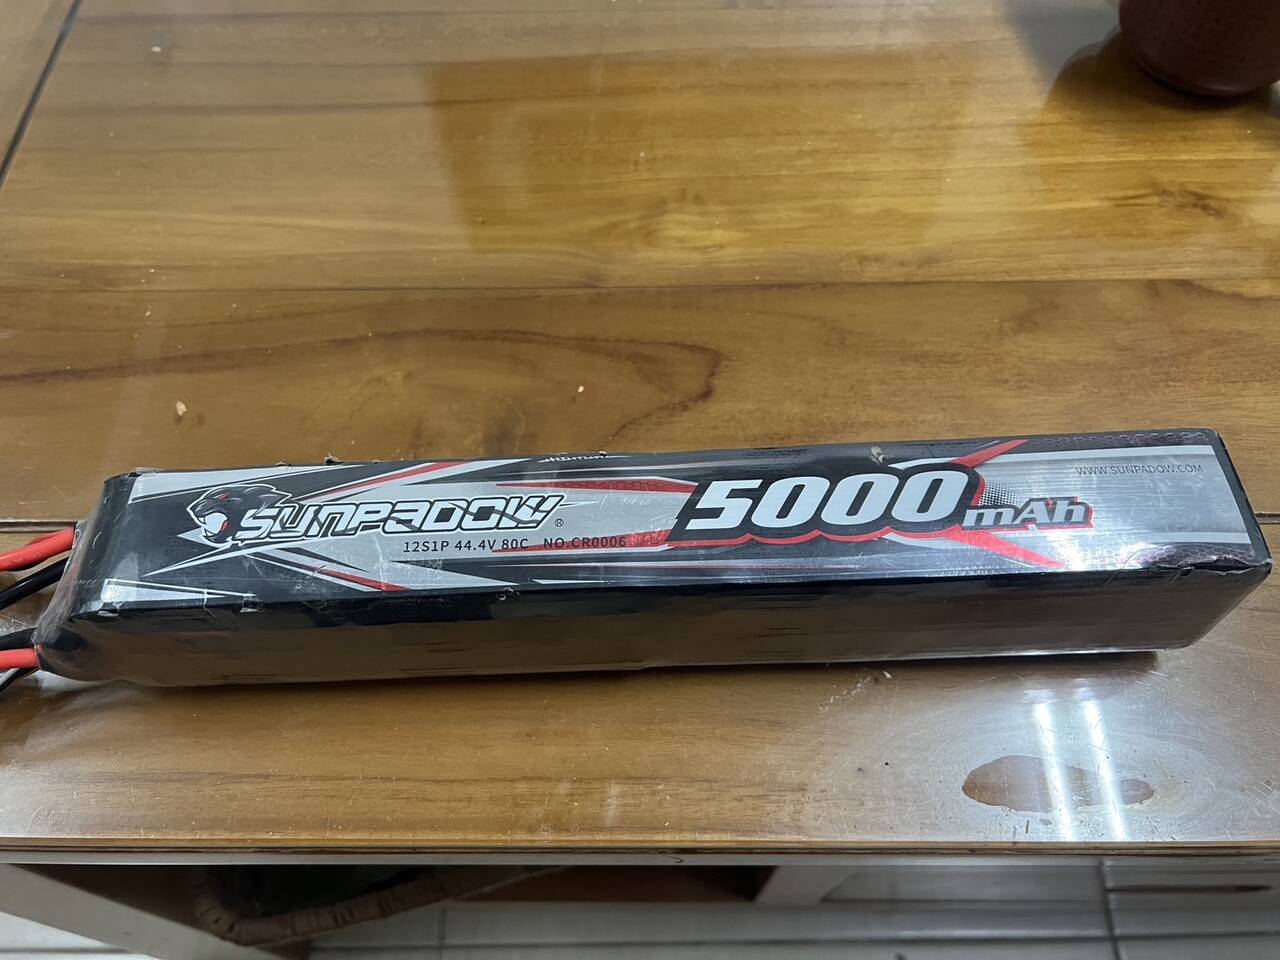 SUNPADOW®
12S1P 44.4V 80C NO.CR0006
5000mAh
WWW.SUNPADOW.COM